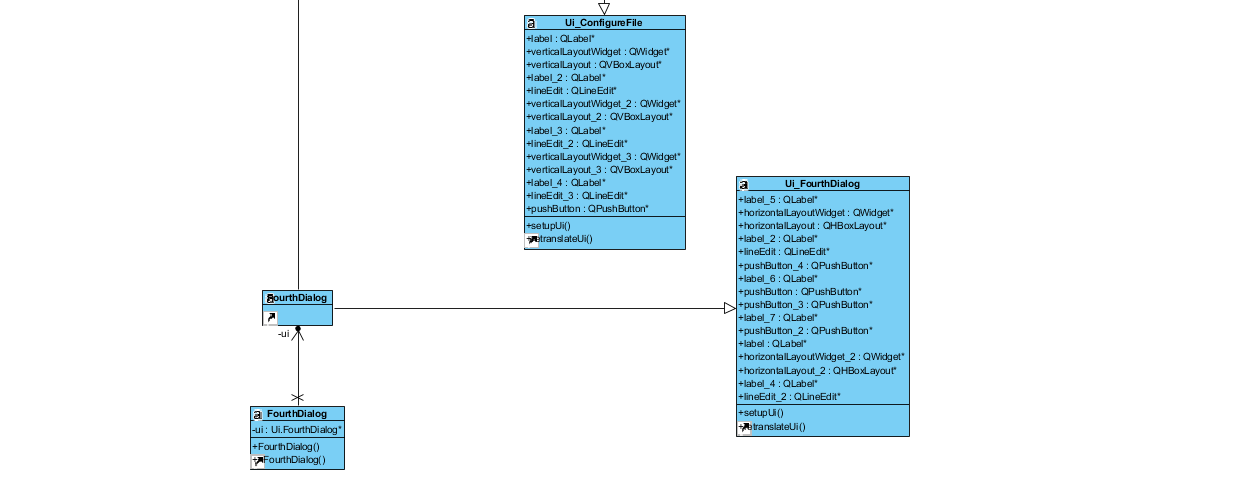 Ui_ConfigureFile
+label : QLabel*
+verticalLayoutWidget : QWidget*
+verticalLayout : QVBoxLayout*
+label_2 : QLabel*
+lineEdit : QLineEdit*
+verticalLayoutWidget_2 : QWidget*
+verticalLayout_2 : QVBoxLayout*
+label_3 : QLabel*
+lineEdit_2 : QLineEdit*
+verticalLayoutWidget_3 : QWidget*
+verticalLayout_3 : QVBoxLayout*
+label_4 : QLabel*
+lineEdit_3 : QLineEdit*
+pushButton : QPushButton*
+setupUi()
+retranslateUi()
Ui_FourthDialog
+label_5 : QLabel*
+horizontalLayoutWidget : QWidget*
+horizontalLayout : QHBoxLayout*
+label_2 : QLabel*
+lineEdit : QLineEdit*
+pushButton_4 : QPushButton*
+label_6 : QLabel*
+pushButton : QPushButton*
+pushButton_3 : QPushButton*
+label_7 : QLabel*
+pushButton_2 : QPushButton*
+label : QLabel*
+horizontalLayoutWidget_2 : QWidget*
+horizontalLayout_2 : QHBoxLayout*
+label_4 : QLabel*
+lineEdit_2 : QLineEdit*
+setupUi()
+retranslateUi()
FourthDialog
-ui
FourthDialog
-ui : Ui.FourthDialog*
+FourthDialog()
FourthDialog()